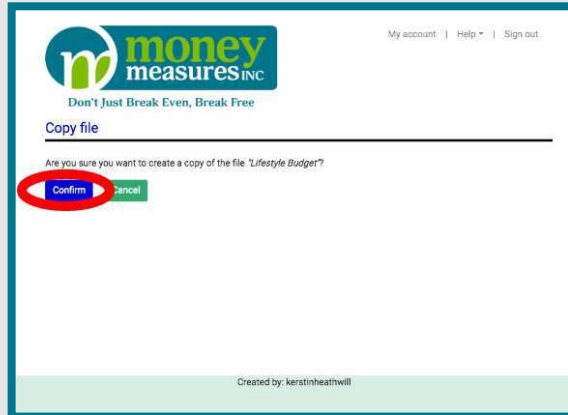 My account | Help | Sign out
m money
measures INC
Don't Just Break Even, Break Free
Copy file
Are you sure you want to create a copy of the file "Lifestyle Budget"?
Confirm Cancel
Created by: kerstinheathwill